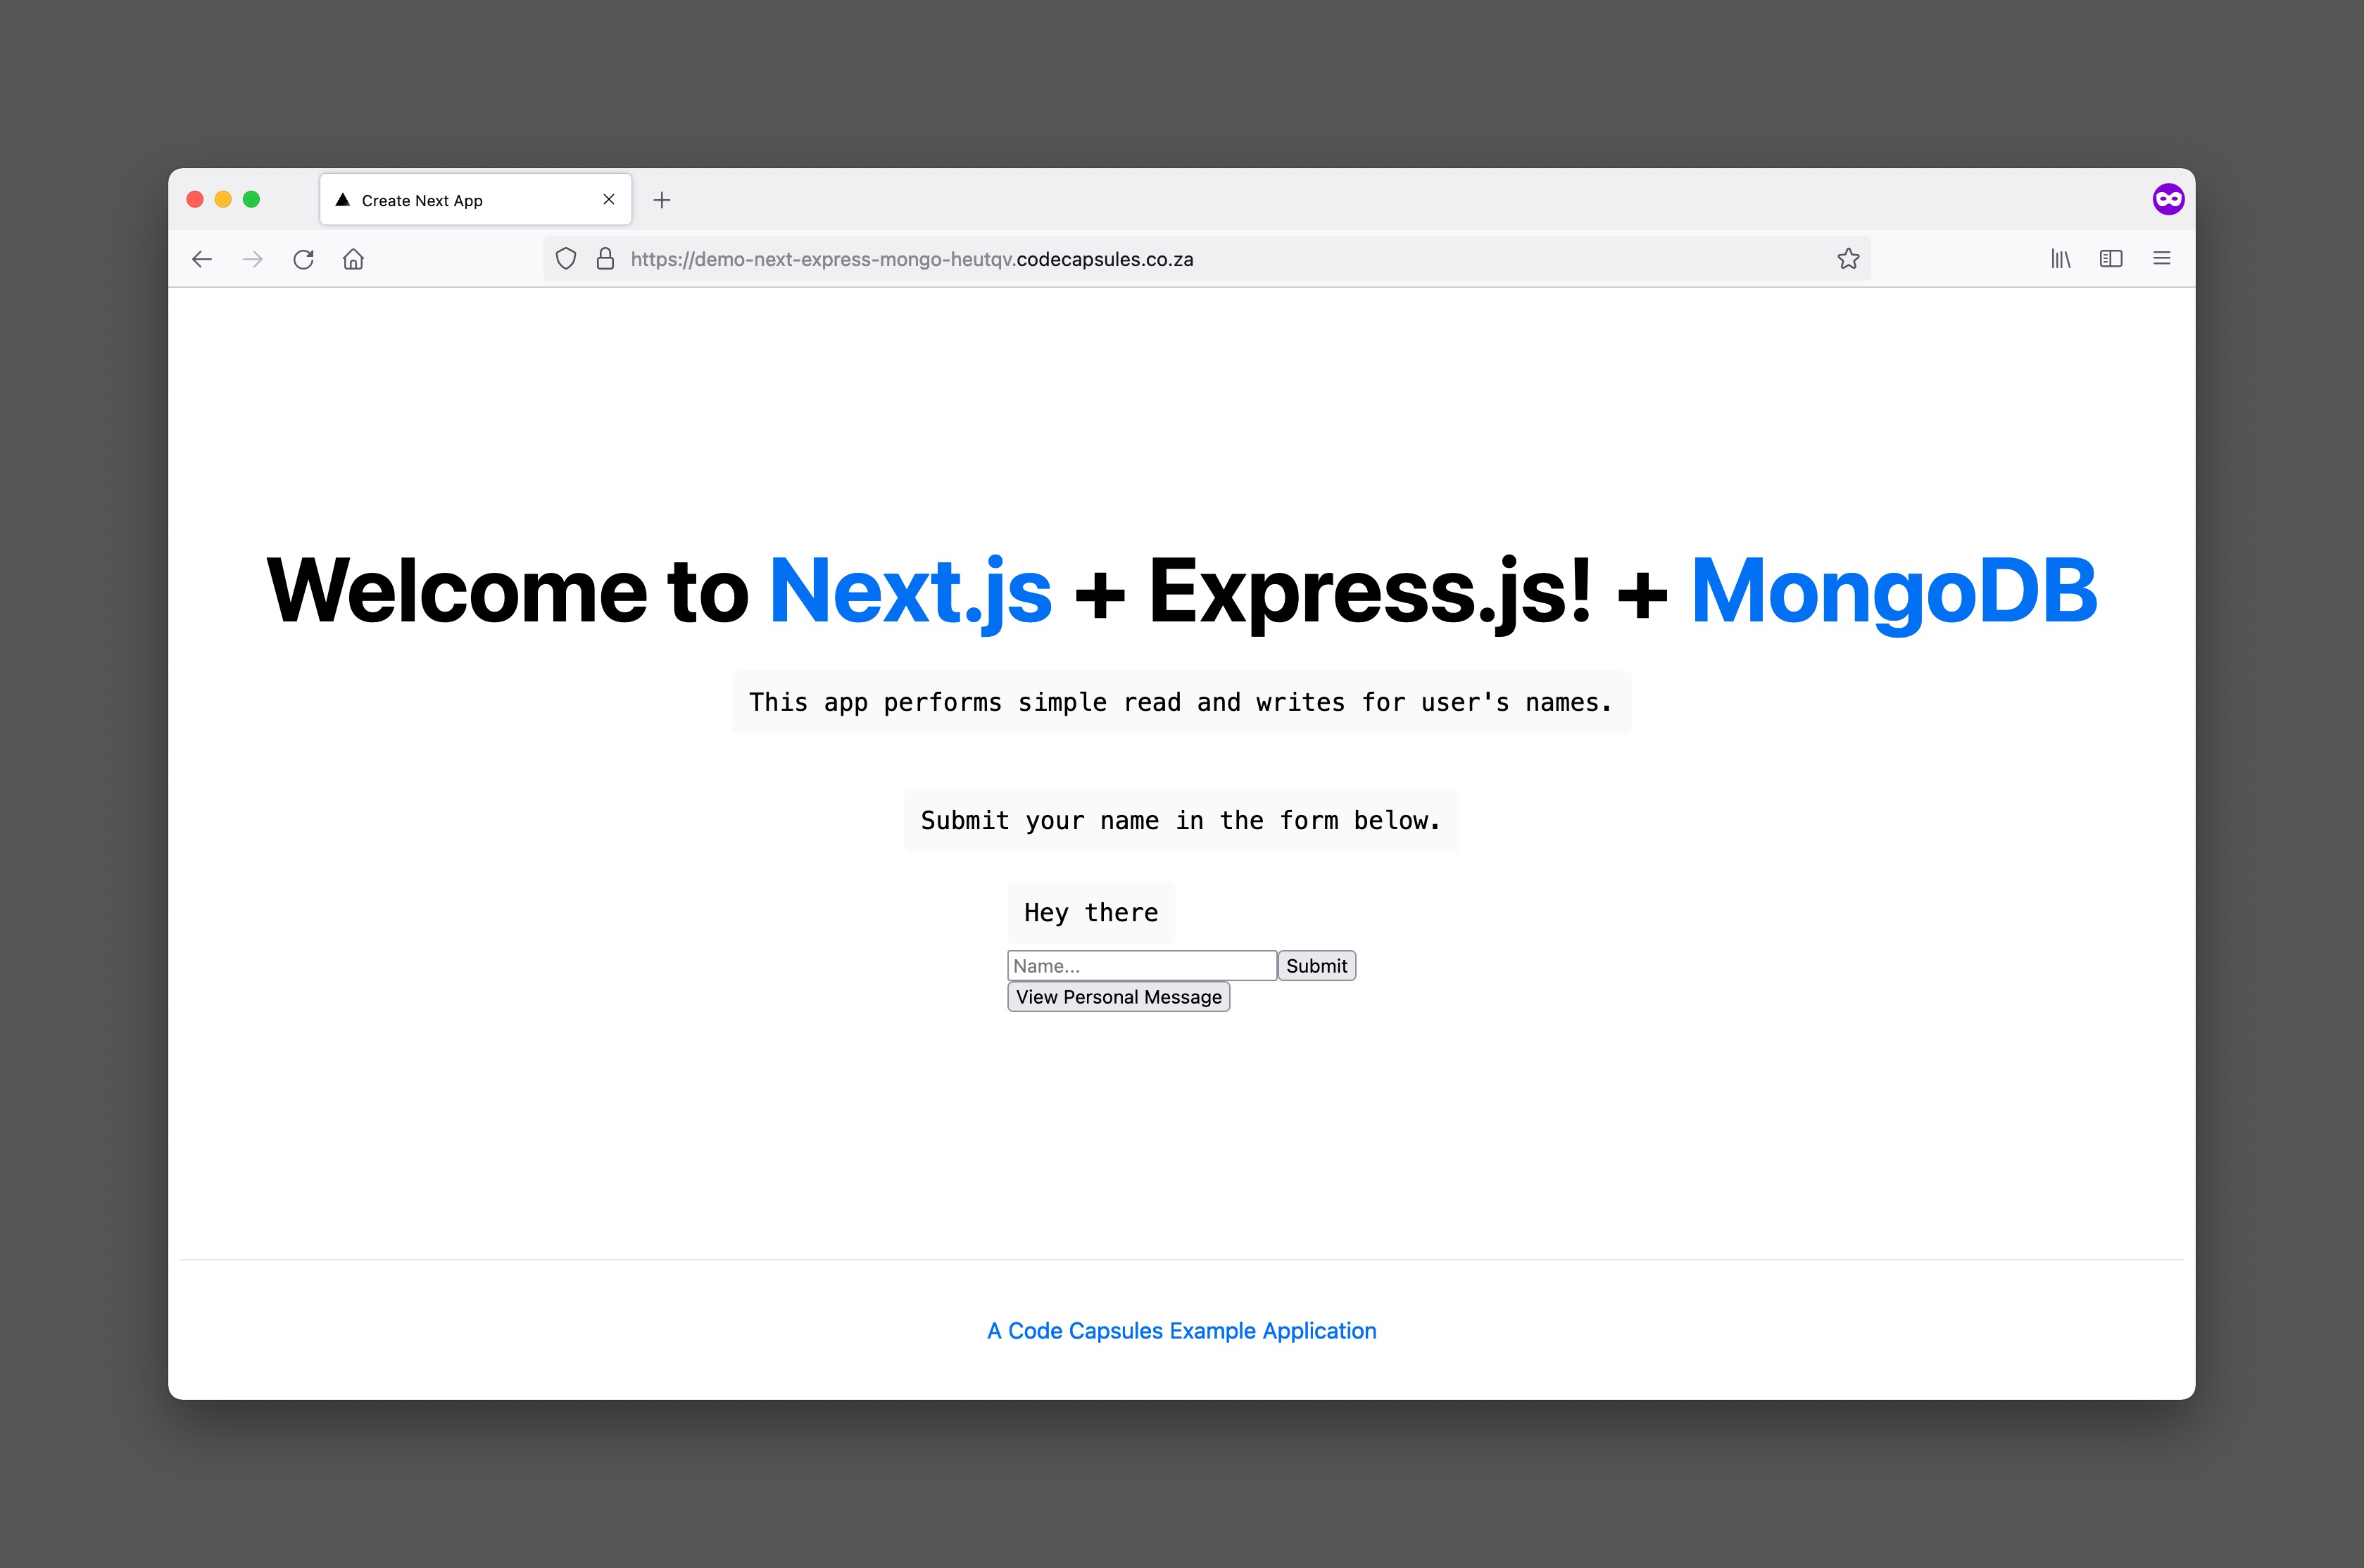 Create Next App
https://demo-next-express-mongo-heutqv.codecapsules.co.za
Welcome to Next.js + Express.js! + MongoDB
This app performs simple read and writes for user's names.
Submit your name in the form below.
Hey there
Name... Submit
View Personal Message
A Code Capsules Example Application